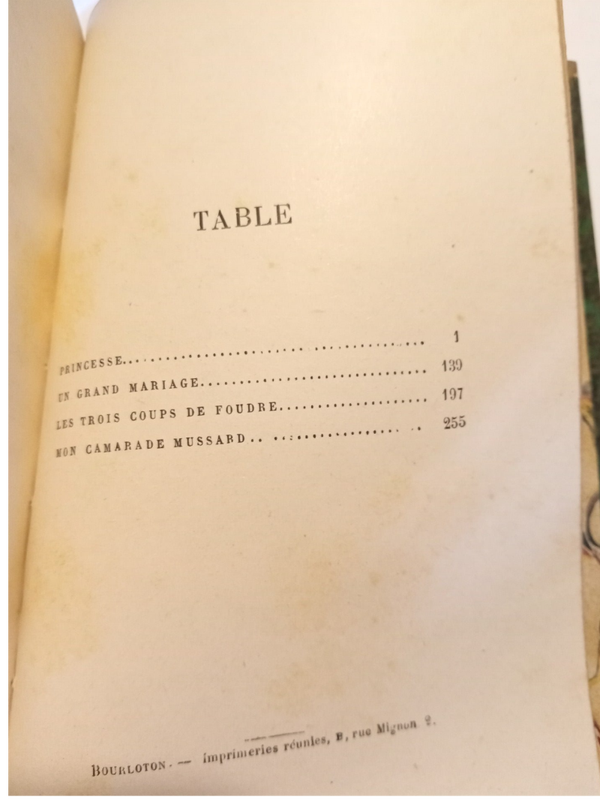 TABLE
PRINCESSE........................................ 1
UN GRAND MARIAGE.............................. 139
LES TROIS COUPS DE FOUDRE.................... 197
MON CAMARADE MUSSARD.. .................. . 255
BOURLOTON. — Imprimeries réunies, B, rue Mignon 2.